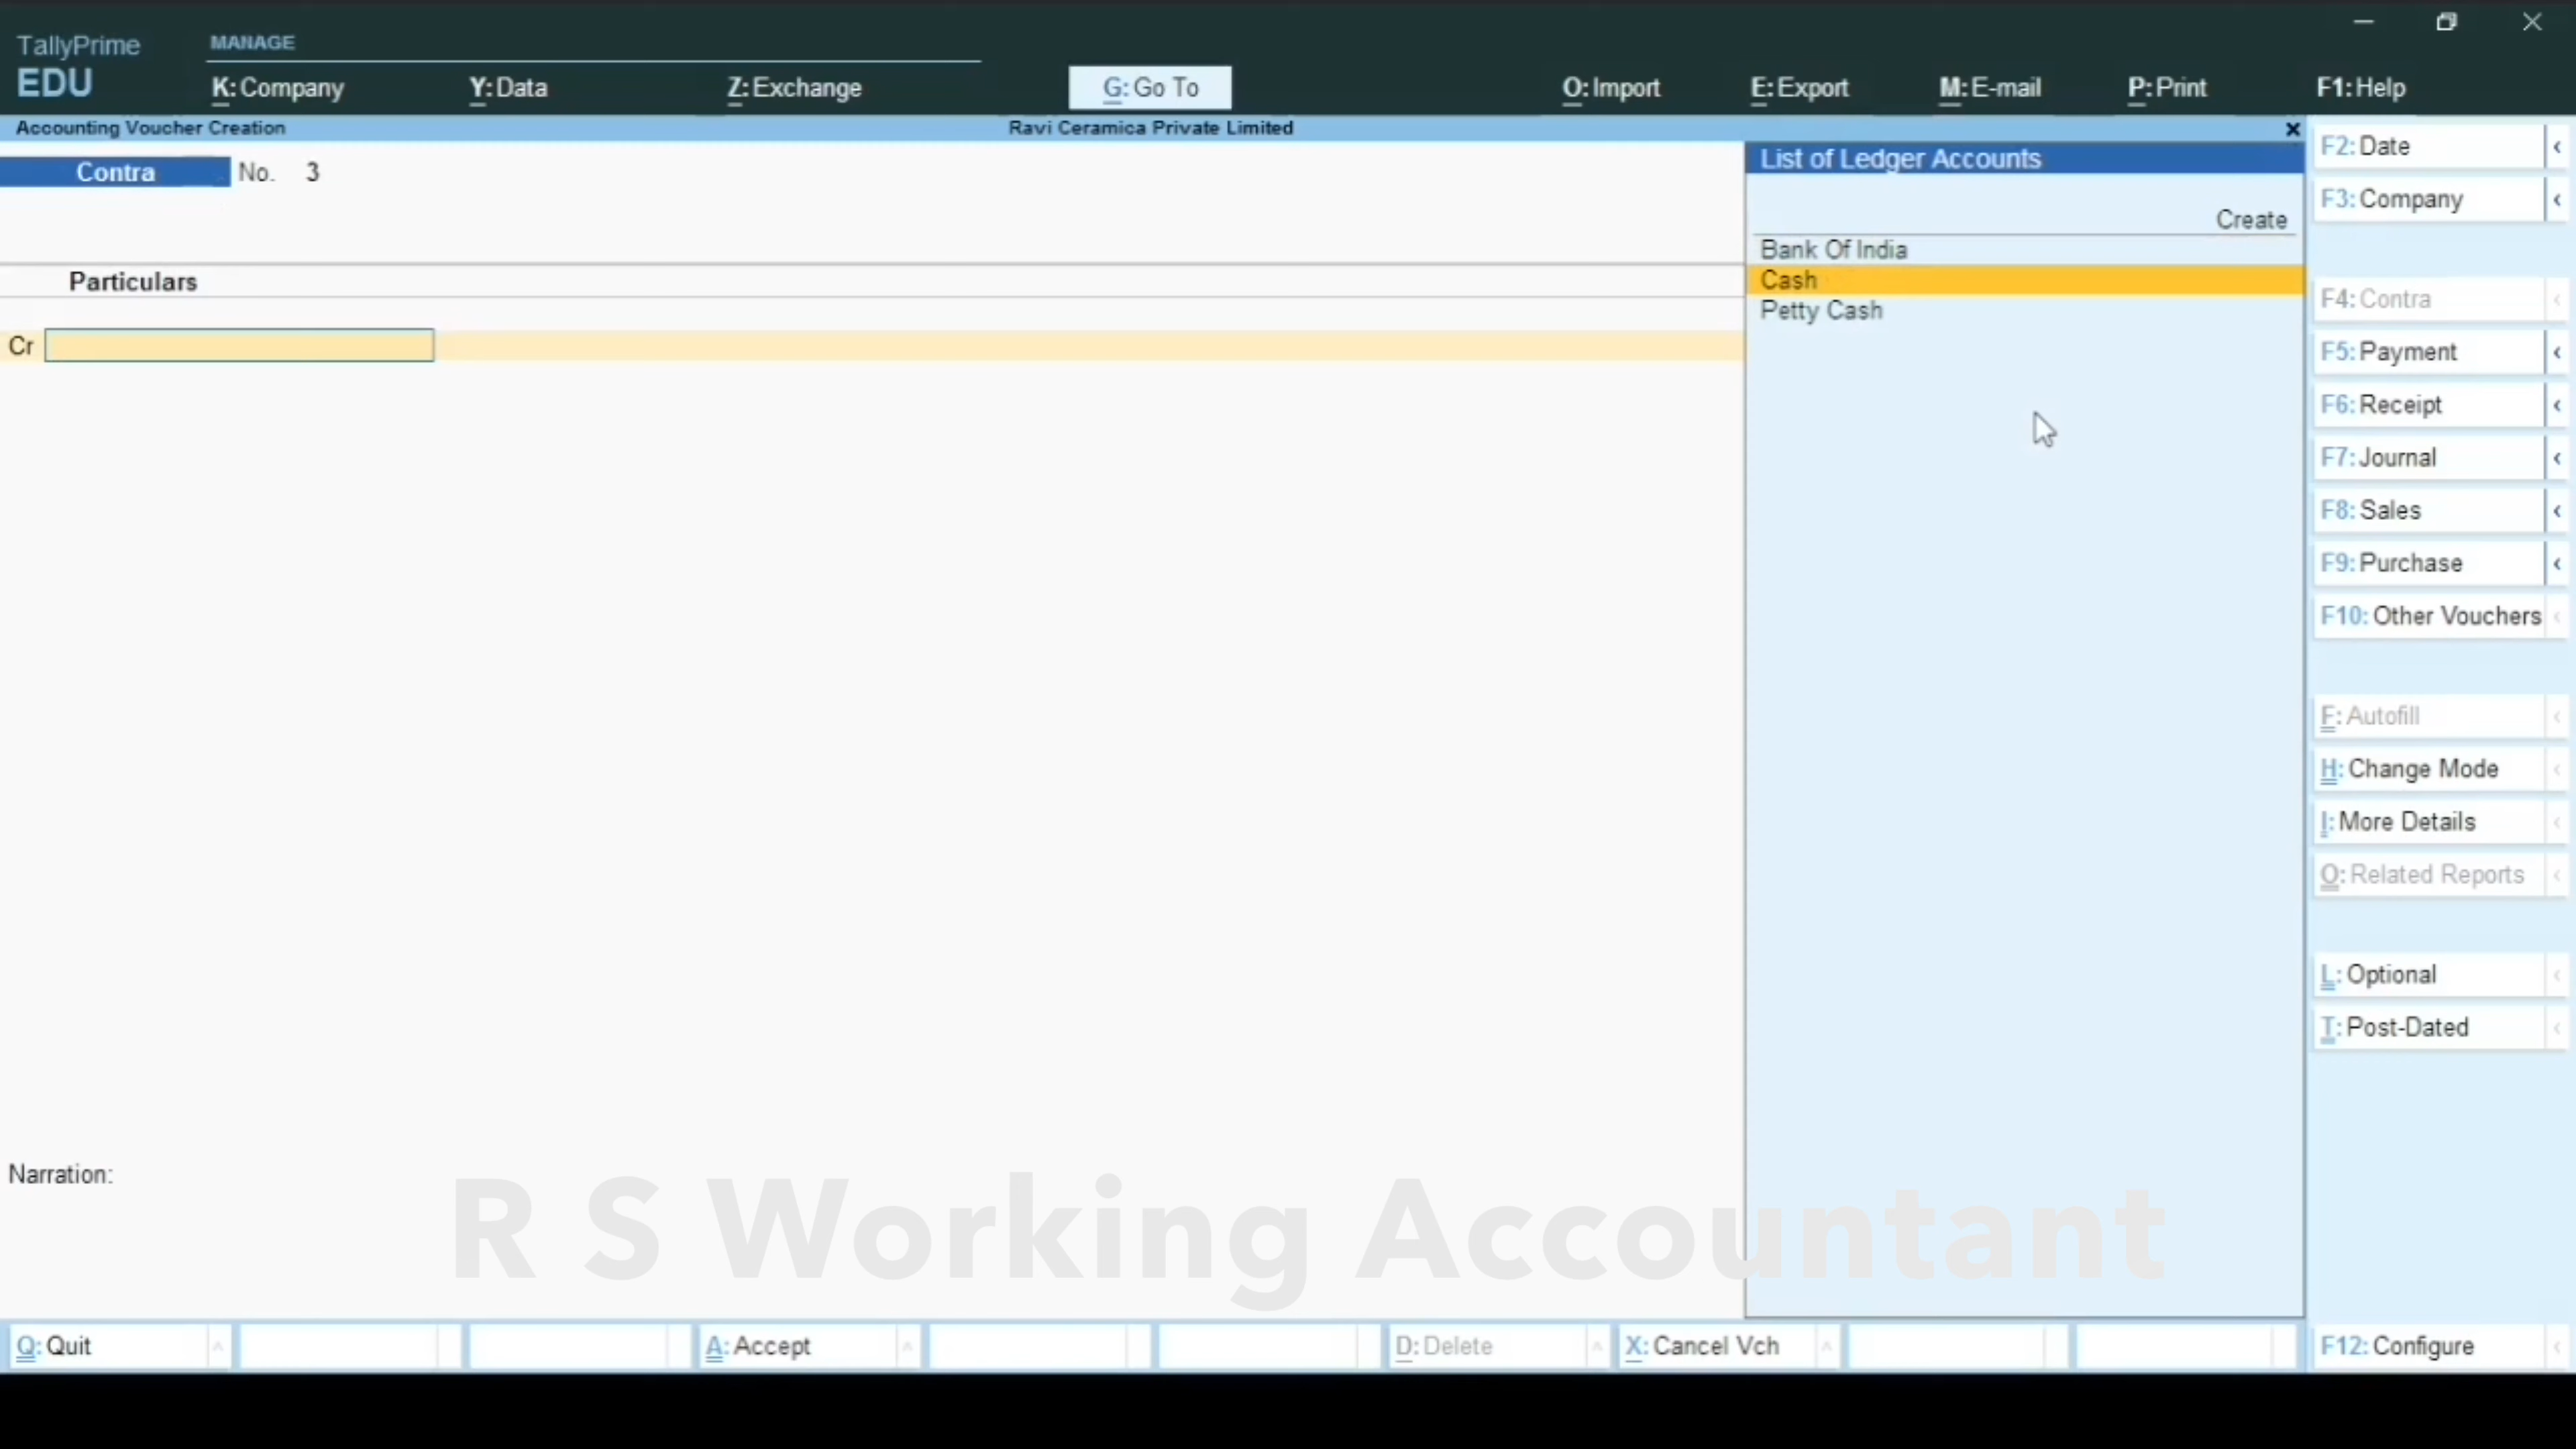 TallyPrime
EDU
MANAGE
K: Company
Y: Data
Z: Exchange
G: Go To
O: Import
E: Export
M: E-mail
P: Print
F1: Help
Accounting Voucher Creation
Ravi Ceramica Private Limited
Contra No. 3
Particulars
Cr
List of Ledger Accounts
Create
Bank Of India
Cash
Petty Cash
F2: Date
F3: Company
F4: Contra
F5: Payment
F6: Receipt
F7: Journal
F8: Sales
F9: Purchase
F10: Other Vouchers
F: Autofill
H: Change Mode
I: More Details
O: Related Reports
L: Optional
T: Post-Dated
Narration:
R S Working Accountant
Q: Quit
A: Accept
D: Delete
X: Cancel Vch
F12: Configure